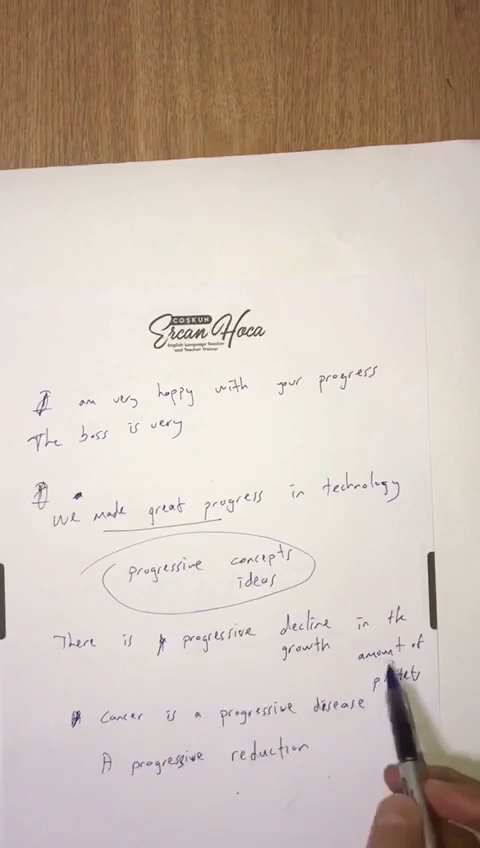 COŞKUN
Ercan Hoca
English Language Teacher
and Teacher Trainer
I am very happy with your progress
The boss is very
We made great progress in technology
progressive concepts
ideas
There is progressive decline in the
growth amount of
Cancer is a progressive disease
A progressive reduction